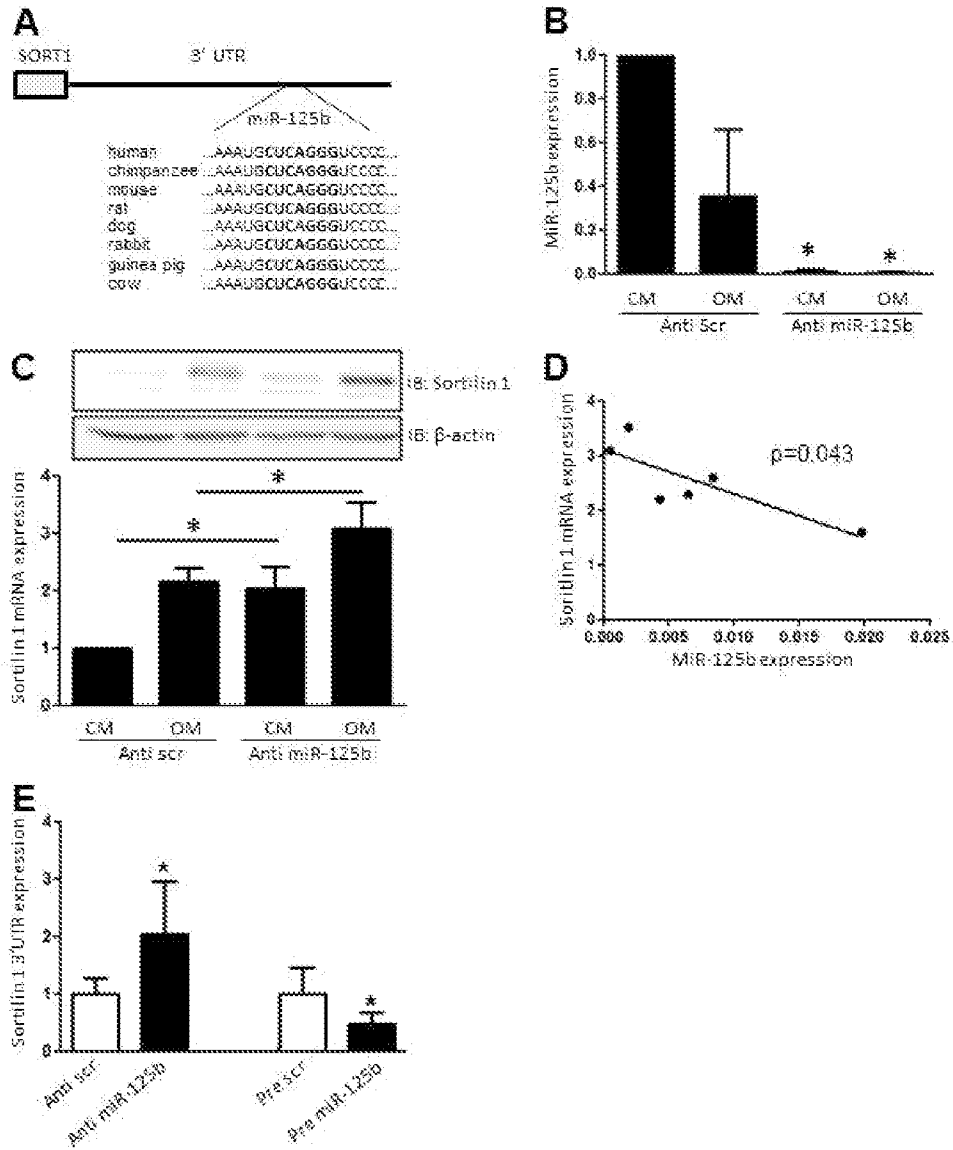 A
SORT1 3' UTR
miR-125b
human ...AAAUGCUCAGGGUCCCC...
chimpanzee ...AAAUGCUCAGGGUCCCC...
mouse ...AAAUGCUCAGGGUCCCC...
rat ...AAAUGCUCAGGGUCCCC...
dog ...AAAUGCUCAGGGUCCCC...
rabbit ...AAAUGCUCAGGGUCCCC...
guinea pig ...AAAUGCUCAGGGUCCCC...
cow ...AAAUGCUCAGGGUCCCC...
B
MiR-125b expression
1.0
0.8
0.6
0.4
0.2
0.0
* *
CM OM CM OM
Anti Scr Anti miR-125b
C
IB: Sortilin 1
IB: β-actin
Sortilin 1 mRNA expression
4
3
2
1
0
*
*
CM OM CM OM
Anti scr Anti miR-125b
D
Soritlin 1 mRNA expression
4
3
2
1
0
p=0.043
0.000 0.005 0.010 0.015 0.020 0.025
MiR-125b expression
E
Sortilin 1 3'UTR expression
4
3
2
1
0
*
*
Anti scr
Anti miR-125b
Pre scr
Pre miR-125b